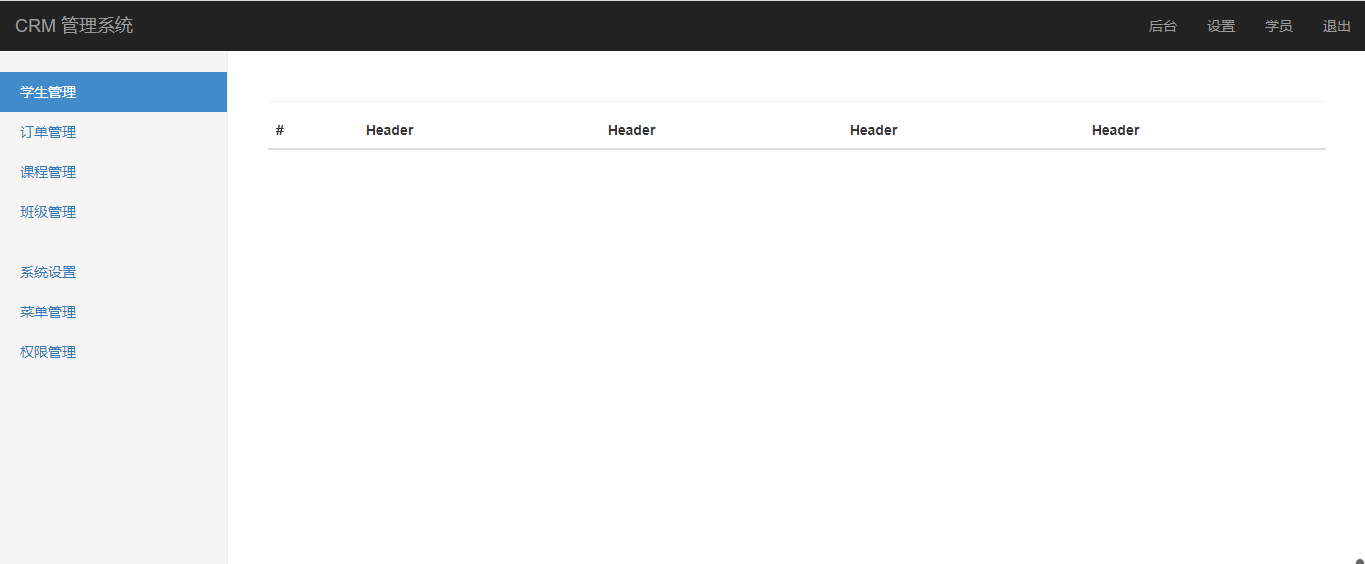 CRM 管理系统
后台 设置 学员 退出
学生管理
订单管理
课程管理
班级管理
系统设置
菜单管理
权限管理
# Header Header Header Header